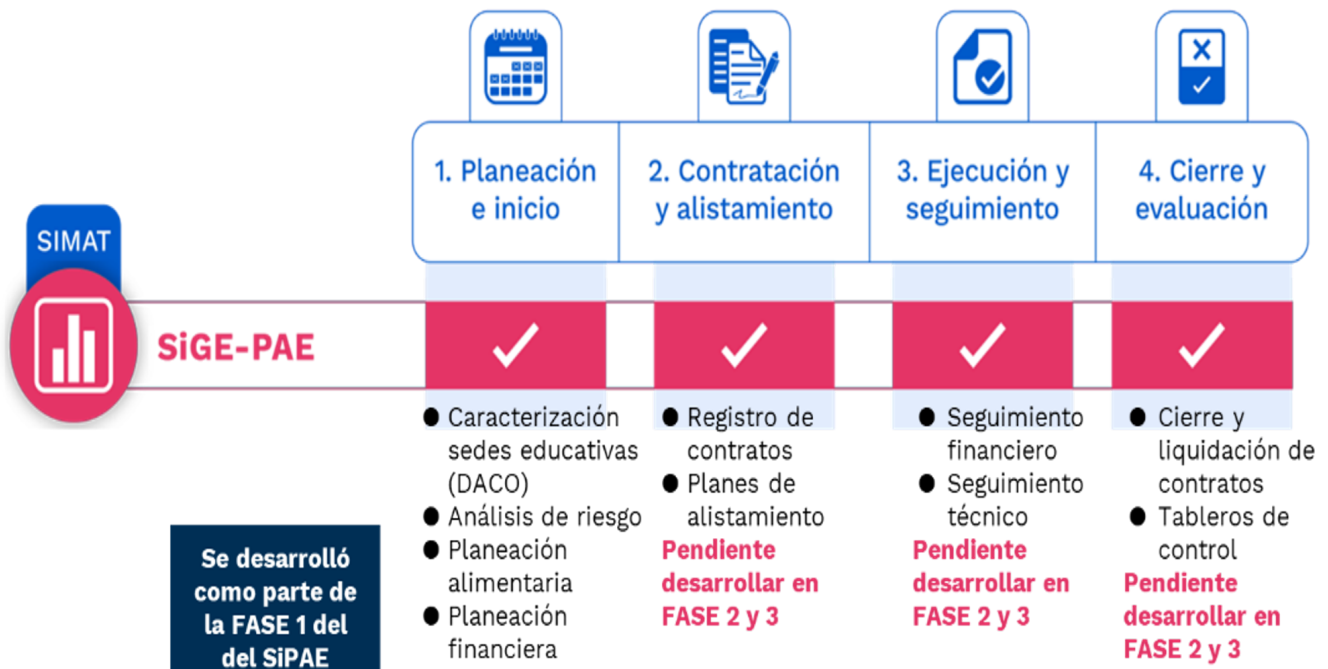 1. Planeación
e inicio
2. Contratación
y alistamiento
3. Ejecución y
seguimiento
4. Cierre y
evaluación
SIMAT
SiGE-PAE
● Caracterización
sedes educativas
(DACO)
● Análisis de riesgo
● Planeación
alimentaria
● Planeación
financiera
● Registro de
contratos
● Planes de
alistamiento
Pendiente
desarrollar en
FASE 2 y 3
● Seguimiento
financiero
● Seguimiento
técnico
Pendiente
desarrollar en
FASE 2 y 3
● Cierre y
liquidación de
contratos
● Tableros de
control
Pendiente
desarrollar en
FASE 2 y 3
Se desarrolló
como parte de
la FASE 1 del
del SiPAE